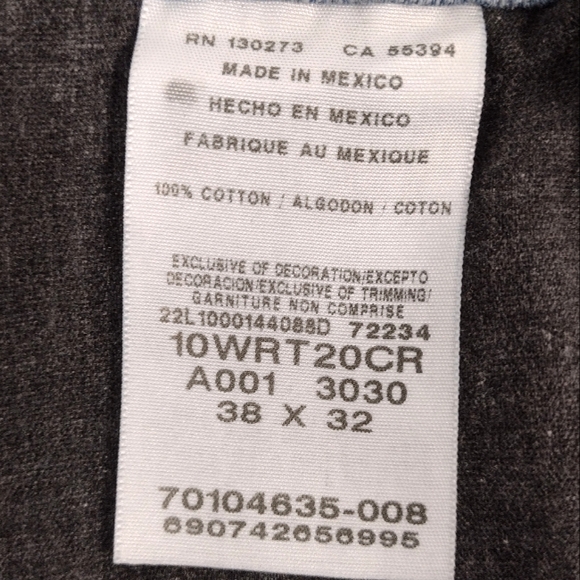 RN 130273 CA 55394
MADE IN MEXICO
HECHO EN MEXICO
FABRIQUE AU MEXIQUE
100% COTTON / ALGODON / COTON
EXCLUSIVE OF DECORATION/EXCEPTO
DECORACION/EXCLUSIVE OF TRIMMING/
GARNITURE NON COMPRISE
22L1000144088D 72234
10WRT20CR
A001 3030
38 X 32
70104635-008
690742656995